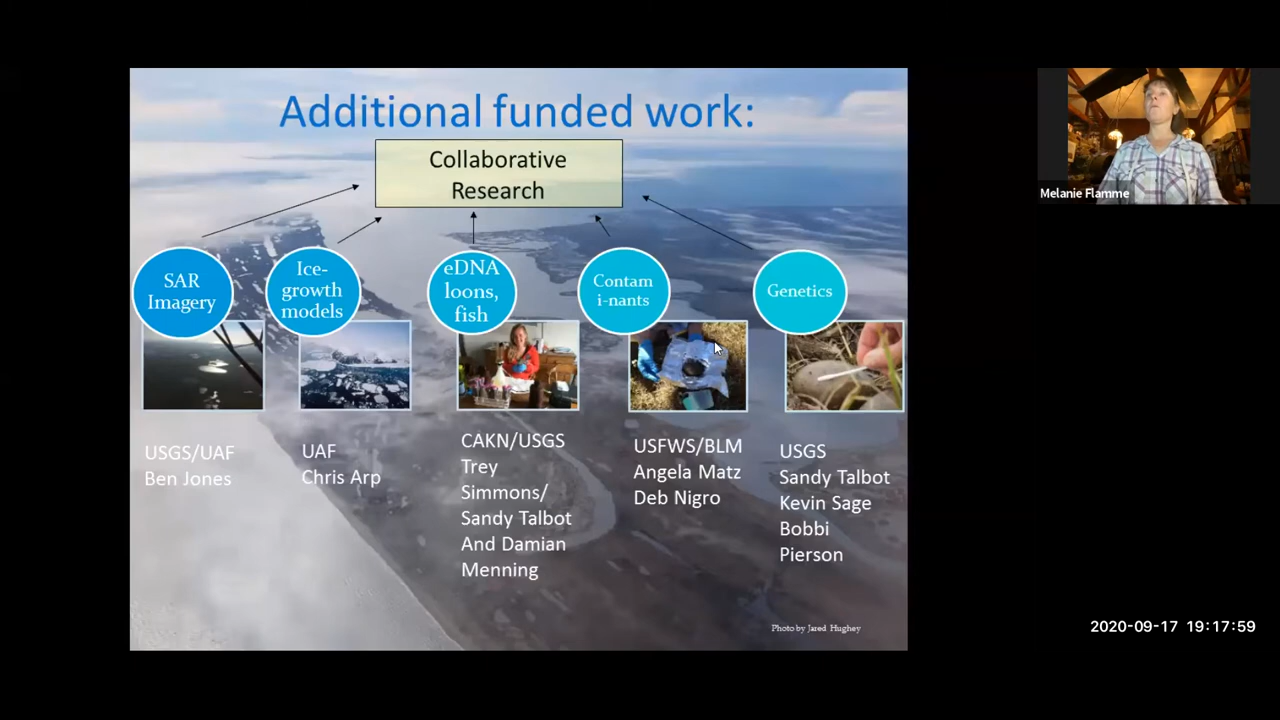 Additional funded work:
Collaborative
Research
SAR
Imagery
Ice-
growth
models
eDNA
loons,
fish
Contam
i-nants
Genetics
USGS/UAF
Ben Jones
UAF
Chris Arp
CAKN/USGS
Trey
Simmons/
Sandy Talbot
And Damian
Menning
USFWS/BLM
Angela Matz
Deb Nigro
USGS
Sandy Talbot
Kevin Sage
Bobbi
Pierson
Photo by Jared Hughey
Melanie Flamme
2020-09-17 19:17:59